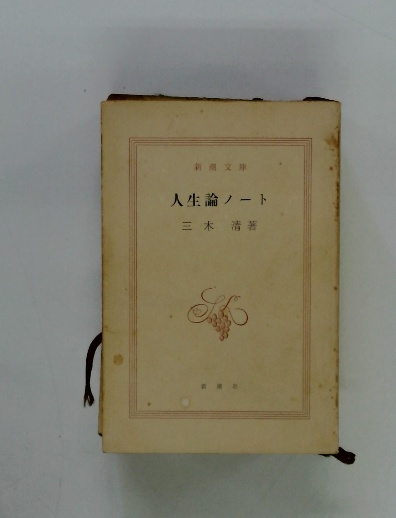 新潮文庫
人生論ノート
三木 清著
新潮社